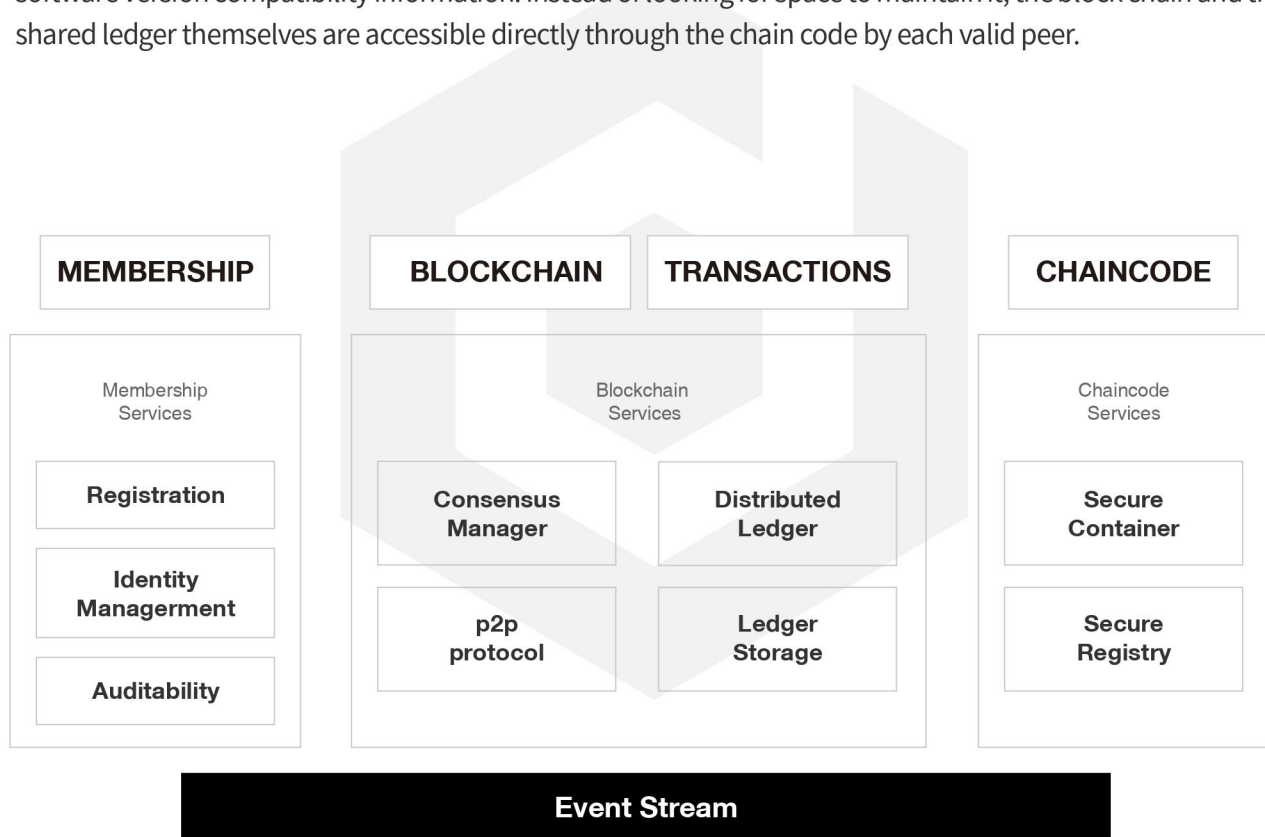 software version compatibility information. Instead of looking for space to maintain it, the block chain and
shared ledger themselves are accessible directly through the chain code by each valid peer.
MEMBERSHIP
BLOCKCHAIN
TRANSACTIONS
CHAINCODE
Membership
Services
Registration
Identity
Managerment
Auditability
Blockchain
Services
Consensus
Manager
Distributed
Ledger
p2p
protocol
Ledger
Storage
Chaincode
Services
Secure
Container
Secure
Registry
Event Stream